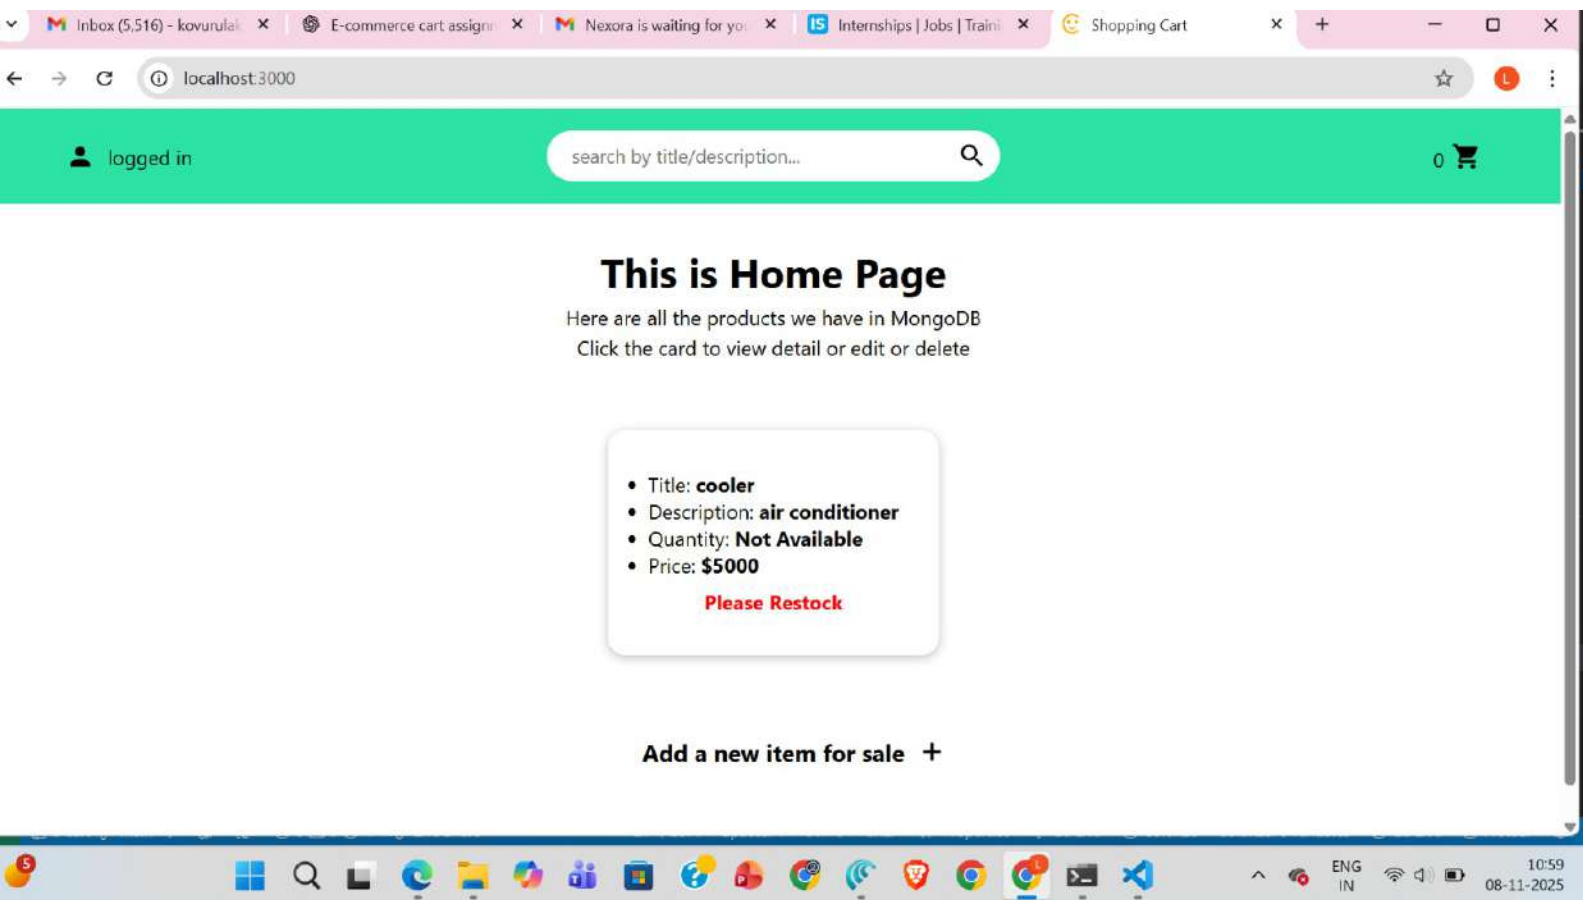 Inbox (5,516) - kovurulak
E-commerce cart assign
Nexora is waiting for yo
Internships | Jobs | Traini
Shopping Cart
localhost:3000
L
logged in
search by title/description...
0
This is Home Page
Here are all the products we have in MongoDB
Click the card to view detail or edit or delete
Title: cooler
Description: air conditioner
Quantity: Not Available
Price: $5000
Please Restock
Add a new item for sale +
5
ENG
IN
10:59
08-11-2025